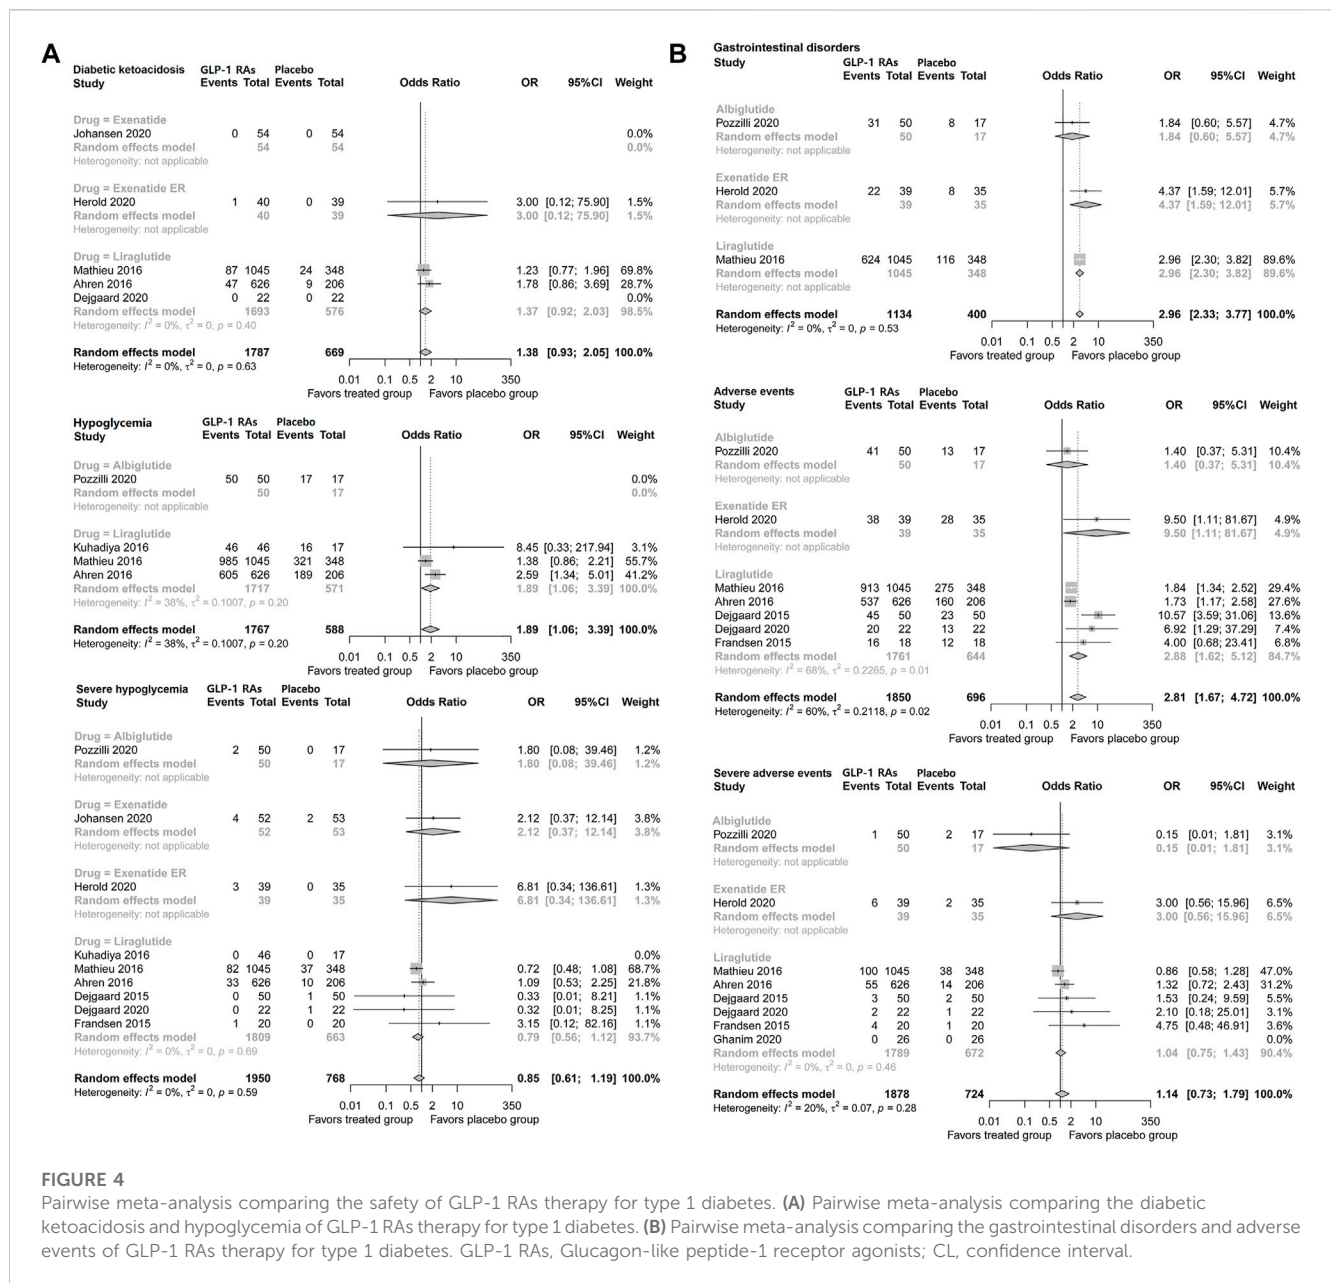 A
Diabetic ketoacidosis GLP-1 RAs Placebo
Study Events Total Events Total Odds Ratio OR 95%CI Weight
Drug = Exenatide
Johansen 2020 0 54 0 54 0.0%
Random effects model 54 54 0.0%
Heterogeneity: not applicable
Drug = Exenatide ER
Herold 2020 1 40 0 39 3.00 [0.12; 75.90] 1.5%
Random effects model 40 39 3.00 [0.12; 75.90] 1.5%
Heterogeneity: not applicable
Drug = Liraglutide
Mathieu 2016 87 1045 24 348 1.23 [0.77; 1.96] 69.8%
Ahren 2016 47 626 9 206 1.78 [0.86; 3.69] 28.7%
Dejgaard 2020 0 22 0 22 0.0%
Random effects model 1693 576 1.37 [0.92; 2.03] 98.5%
Heterogeneity: I² = 0%, τ² = 0, p = 0.40
Random effects model 1787 669 1.38 [0.93; 2.05] 100.0%
Heterogeneity: I² = 0%, τ² = 0, p = 0.63
0.01 0.1 0.5 2 10 350
Favors treated group Favors placebo group
Hypoglycemia GLP-1 RAs Placebo
Study Events Total Events Total Odds Ratio OR 95%CI Weight
Drug = Albiglutide
Pozzilli 2020 50 50 17 17 0.0%
Random effects model 50 17 0.0%
Heterogeneity: not applicable
Drug = Liraglutide
Kuhadiya 2016 46 46 16 17 8.45 [0.33; 217.94] 3.1%
Mathieu 2016 985 1045 321 348 1.38 [0.86; 2.21] 55.7%
Ahren 2016 605 626 189 206 2.59 [1.34; 5.01] 41.2%
Random effects model 1717 571 1.89 [1.06; 3.39] 100.0%
Heterogeneity: I² = 38%, τ² = 0.1007, p = 0.20
Random effects model 1767 588 1.89 [1.06; 3.39] 100.0%
Heterogeneity: I² = 38%, τ² = 0.1007, p = 0.20
0.01 0.1 0.5 2 10 350
Favors treated group Favors placebo group
Severe hypoglycemia GLP-1 RAs Placebo
Study Events Total Events Total Odds Ratio OR 95%CI Weight
Drug = Albiglutide
Pozzilli 2020 2 50 0 17 1.80 [0.08; 39.46] 1.2%
Random effects model 50 17 1.80 [0.08; 39.46] 1.2%
Heterogeneity: not applicable
Drug = Exenatide
Johansen 2020 4 52 2 53 2.12 [0.37; 12.14] 3.8%
Random effects model 52 53 2.12 [0.37; 12.14] 3.8%
Heterogeneity: not applicable
Drug = Exenatide ER
Herold 2020 3 39 0 35 6.81 [0.34; 136.61] 1.3%
Random effects model 39 35 6.81 [0.34; 136.61] 1.3%
Heterogeneity: not applicable
Drug = Liraglutide
Kuhadiya 2016 0 46 0 17 0.0%
Mathieu 2016 82 1045 37 348 0.72 [0.48; 1.08] 68.7%
Ahren 2016 33 626 10 206 1.09 [0.53; 2.25] 21.8%
Dejgaard 2015 0 50 1 50 0.33 [0.01; 8.21] 1.1%
Dejgaard 2020 0 22 1 22 0.32 [0.01; 8.25] 1.1%
Frandsen 2015 1 20 0 20 3.15 [0.12; 82.16] 1.1%
Random effects model 1809 663 0.79 [0.56; 1.12] 93.7%
Heterogeneity: I² = 0%, τ² = 0, p = 0.69
Random effects model 1950 768 0.85 [0.61; 1.19] 100.0%
Heterogeneity: I² = 0%, τ² = 0, p = 0.59
0.01 0.1 0.5 2 10 350
Favors treated group Favors placebo group
B
Gastrointestinal disorders
Study GLP-1 RAs Placebo
Events Total Events Total Odds Ratio OR 95%CI Weight
Albiglutide
Pozzilli 2020 31 50 8 17 1.84 [0.60; 5.57] 4.7%
Random effects model 50 17 1.84 [0.60; 5.57] 4.7%
Heterogeneity: not applicable
Exenatide ER
Herold 2020 22 39 8 35 4.37 [1.59; 12.01] 5.7%
Random effects model 39 35 4.37 [1.59; 12.01] 5.7%
Heterogeneity: not applicable
Liraglutide
Mathieu 2016 624 1045 116 348 2.96 [2.30; 3.82] 89.6%
Random effects model 1045 348 2.96 [2.30; 3.82] 89.6%
Heterogeneity: not applicable
Random effects model 1134 400 2.96 [2.33; 3.77] 100.0%
Heterogeneity: I² = 0%, τ² = 0, p = 0.53
0.01 0.1 0.5 2 10 350
Favors treated group Favors placebo group
Adverse events GLP-1 RAs Placebo
Study Events Total Events Total Odds Ratio OR 95%CI Weight
Albiglutide
Pozzilli 2020 41 50 13 17 1.40 [0.37; 5.31] 10.4%
Random effects model 50 17 1.40 [0.37; 5.31] 10.4%
Heterogeneity: not applicable
Exenatide ER
Herold 2020 38 39 28 35 9.50 [1.11; 81.67] 4.9%
Random effects model 39 35 9.50 [1.11; 81.67] 4.9%
Heterogeneity: not applicable
Liraglutide
Mathieu 2016 913 1045 275 348 1.84 [1.34; 2.52] 29.4%
Ahren 2016 537 626 160 206 1.73 [1.17; 2.58] 27.6%
Dejgaard 2015 45 50 23 50 10.57 [3.59; 31.06] 13.6%
Dejgaard 2020 20 22 13 22 6.92 [1.29; 37.29] 7.4%
Frandsen 2015 16 18 12 18 4.00 [0.68; 23.41] 6.8%
Random effects model 1761 644 2.88 [1.62; 5.12] 84.7%
Heterogeneity: I² = 68%, τ² = 0.2265, p = 0.01
Random effects model 1850 696 2.81 [1.67; 4.72] 100.0%
Heterogeneity: I² = 60%, τ² = 0.2118, p = 0.02
0.01 0.1 0.5 2 10 350
Favors treated group Favors placebo group
Severe adverse events GLP-1 RAs Placebo
Study Events Total Events Total Odds Ratio OR 95%CI Weight
Albiglutide
Pozzilli 2020 1 50 2 17 0.15 [0.01; 1.81] 3.1%
Random effects model 50 17 0.15 [0.01; 1.81] 3.1%
Heterogeneity: not applicable
Exenatide ER
Herold 2020 6 39 2 35 3.00 [0.56; 15.96] 6.5%
Random effects model 39 35 3.00 [0.56; 15.96] 6.5%
Heterogeneity: not applicable
Liraglutide
Mathieu 2016 100 1045 38 348 0.86 [0.58; 1.28] 47.0%
Ahren 2016 55 626 14 206 1.32 [0.72; 2.43] 31.2%
Dejgaard 2015 3 50 2 50 1.53 [0.24; 9.59] 5.5%
Dejgaard 2020 2 22 1 22 2.10 [0.18; 25.01] 3.1%
Frandsen 2015 4 20 1 20 4.75 [0.48; 46.91] 3.6%
Ghanim 2020 0 26 0 26 0.0%
Random effects model 1789 672 1.04 [0.75; 1.43] 90.4%
Heterogeneity: I² = 0%, τ² = 0, p = 0.46
Random effects model 1878 724 1.14 [0.73; 1.79] 100.0%
Heterogeneity: I² = 20%, τ² = 0.07, p = 0.28
0.01 0.1 0.5 2 10 350
Favors treated group Favors placebo group
FIGURE 4
Pairwise meta-analysis comparing the safety of GLP-1 RAs therapy for type 1 diabetes. (A) Pairwise meta-analysis comparing the diabetic
ketoacidosis and hypoglycemia of GLP-1 RAs therapy for type 1 diabetes. (B) Pairwise meta-analysis comparing the gastrointestinal disorders and adverse
events of GLP-1 RAs therapy for type 1 diabetes. GLP-1 RAs, Glucagon-like peptide-1 receptor agonists; CL, confidence interval.